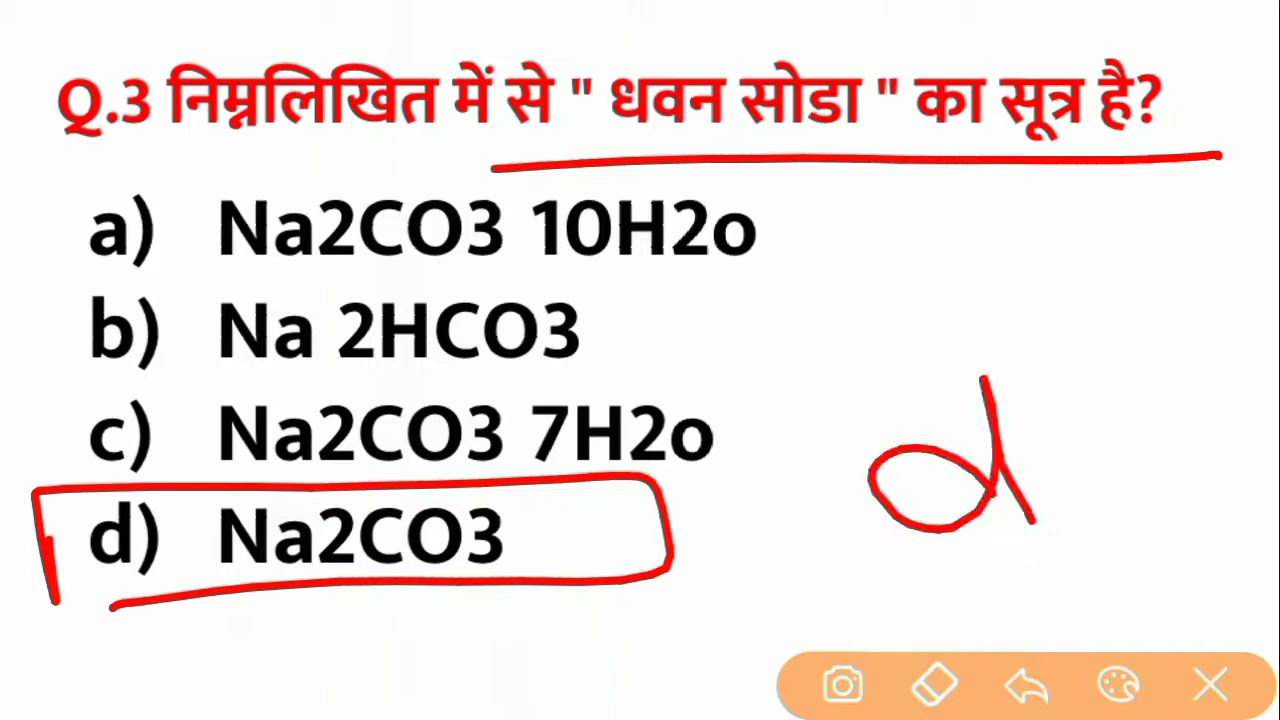 Q.3 निम्नलिखित में से " धवन सोडा " का सूत्र है?
a) Na2CO3 10H2o
b) Na 2HCO3
c) Na2CO3 7H2o
d) Na2CO3
d